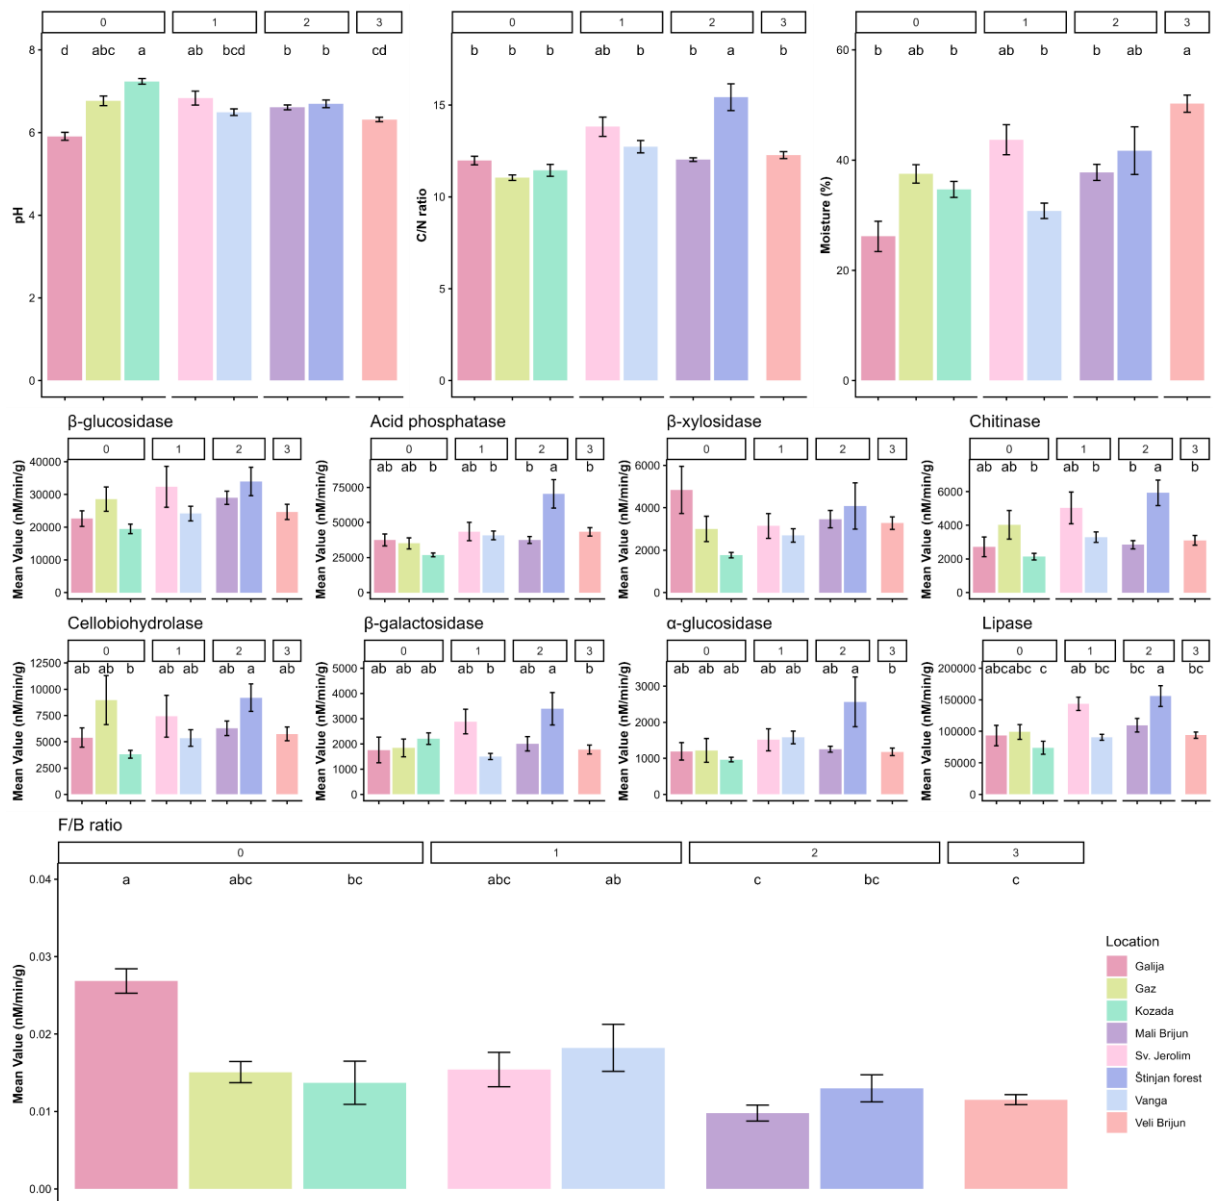 0 1 2 3
d abc a ab bcd b b cd
8
6
4
2
0
pH
0 1 2 3
b b b ab b b a b
15
10
5
0
C/N ratio
0 1 2 3
b ab b ab b b ab a
60
40
20
0
Moisture (%)
β-glucosidase
0 1 2 3
40000
30000
20000
10000
0
Mean Value (nM/min/g)
Acid phosphatase
0 1 2 3
ab ab b ab b b a b
75000
50000
25000
0
Mean Value (nM/min/g)
β-xylosidase
0 1 2 3
6000
4000
2000
0
Mean Value (nM/min/g)
Chitinase
0 1 2 3
ab ab b ab b b a b
6000
4000
2000
0
Mean Value (nM/min/g)
Cellobiohydrolase
0 1 2 3
ab ab b ab ab ab a ab
12500
10000
7500
5000
2500
0
Mean Value (nM/min/g)
β-galactosidase
0 1 2 3
ab ab ab ab b ab a b
5000
4000
3000
2000
1000
0
Mean Value (nM/min/g)
α-glucosidase
0 1 2 3
ab ab ab ab ab ab a b
3000
2000
1000
0
Mean Value (nM/min/g)
Lipase
0 1 2 3
abc abc c ab bc bc a bc
200000
150000
100000
50000
0
Mean Value (nM/min/g)
F/B ratio
0 1 2 3
a abc bc abc ab c bc c
0.04
0.03
0.02
0.01
0.00
Mean Value (nM/min/g)
Location
Galija
Gaz
Kozada
Mali Brijun
Sv. Jerolim
Štinjan forest
Vanga
Veli Brijun